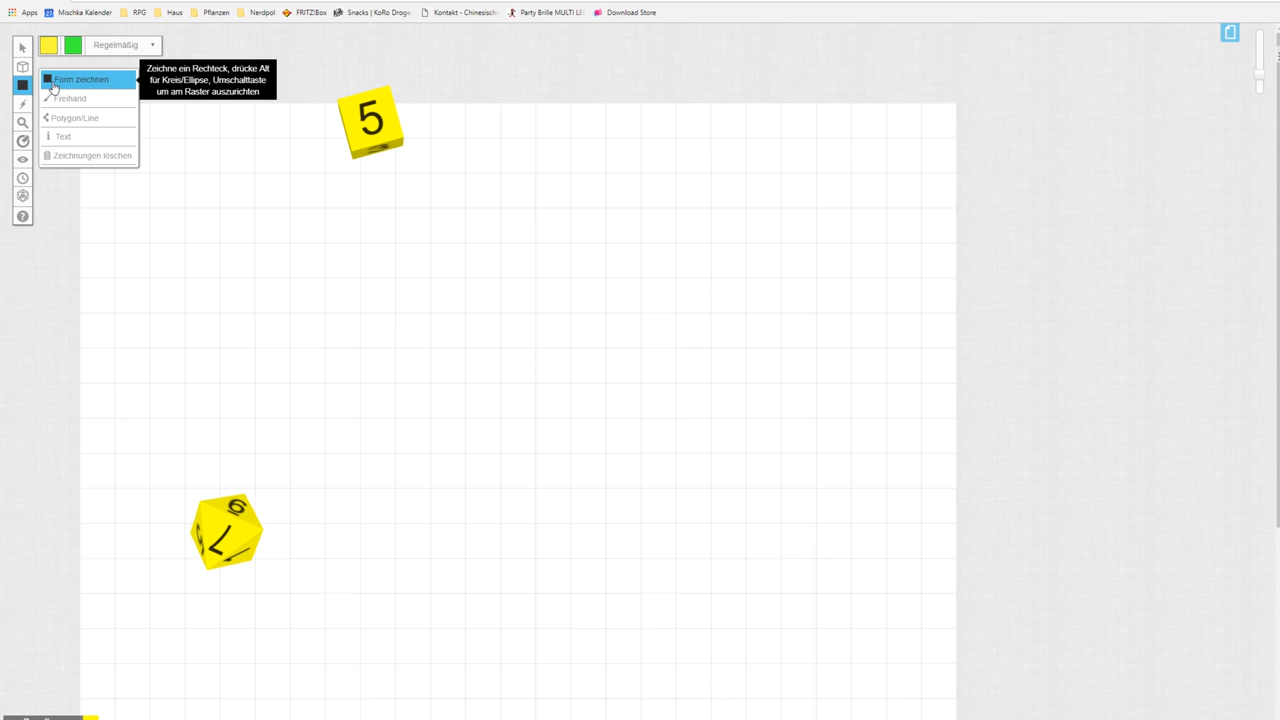 Apps Mischka Kalender RPG Haus Pflanzen Nerdpol FRITZ!Box Snacks | KoRo Droge Kontakt - Chinesisch Party Brille MULTI LE Download Store
Regelmäßig
Form zeichnen
Freihand
Polygon/Line
Text
Zeichnungen löschen
Zeichne ein Rechteck, drücke Alt
für Kreis/Ellipse, Umschalttaste
um am Raster auszurichten
5
6
7